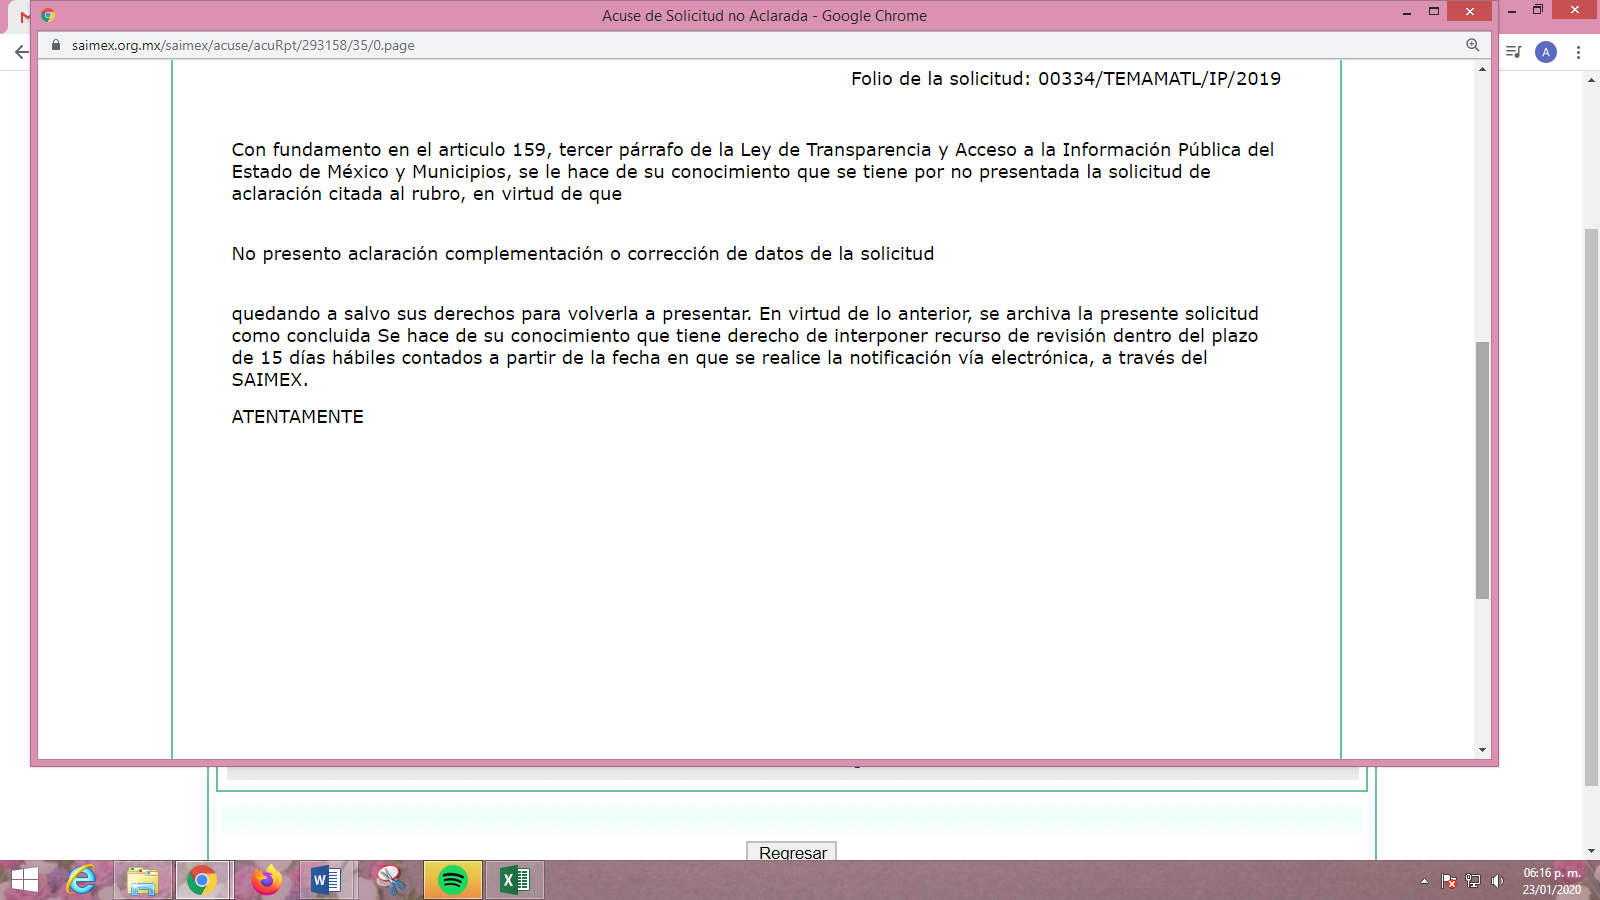 Acuse de Solicitud no Aclarada - Google Chrome
saimex.org.mx/saimex/acuse/acuRpt/293158/35/0.page
A
Folio de la solicitud: 00334/TEMAMATL/IP/2019
Con fundamento en el articulo 159, tercer párrafo de la Ley de Transparencia y Acceso a la Información Pública del
Estado de México y Municipios, se le hace de su conocimiento que se tiene por no presentada la solicitud de
aclaración citada al rubro, en virtud de que
No presento aclaración complementación o corrección de datos de la solicitud
quedando a salvo sus derechos para volverla a presentar. En virtud de lo anterior, se archiva la presente solicitud
como concluida Se hace de su conocimiento que tiene derecho de interponer recurso de revisión dentro del plazo
de 15 días hábiles contados a partir de la fecha en que se realice la notificación vía electrónica, a través del
SAIMEX.
ATENTAMENTE
Regresar
06:16 p. m.
23/01/2020